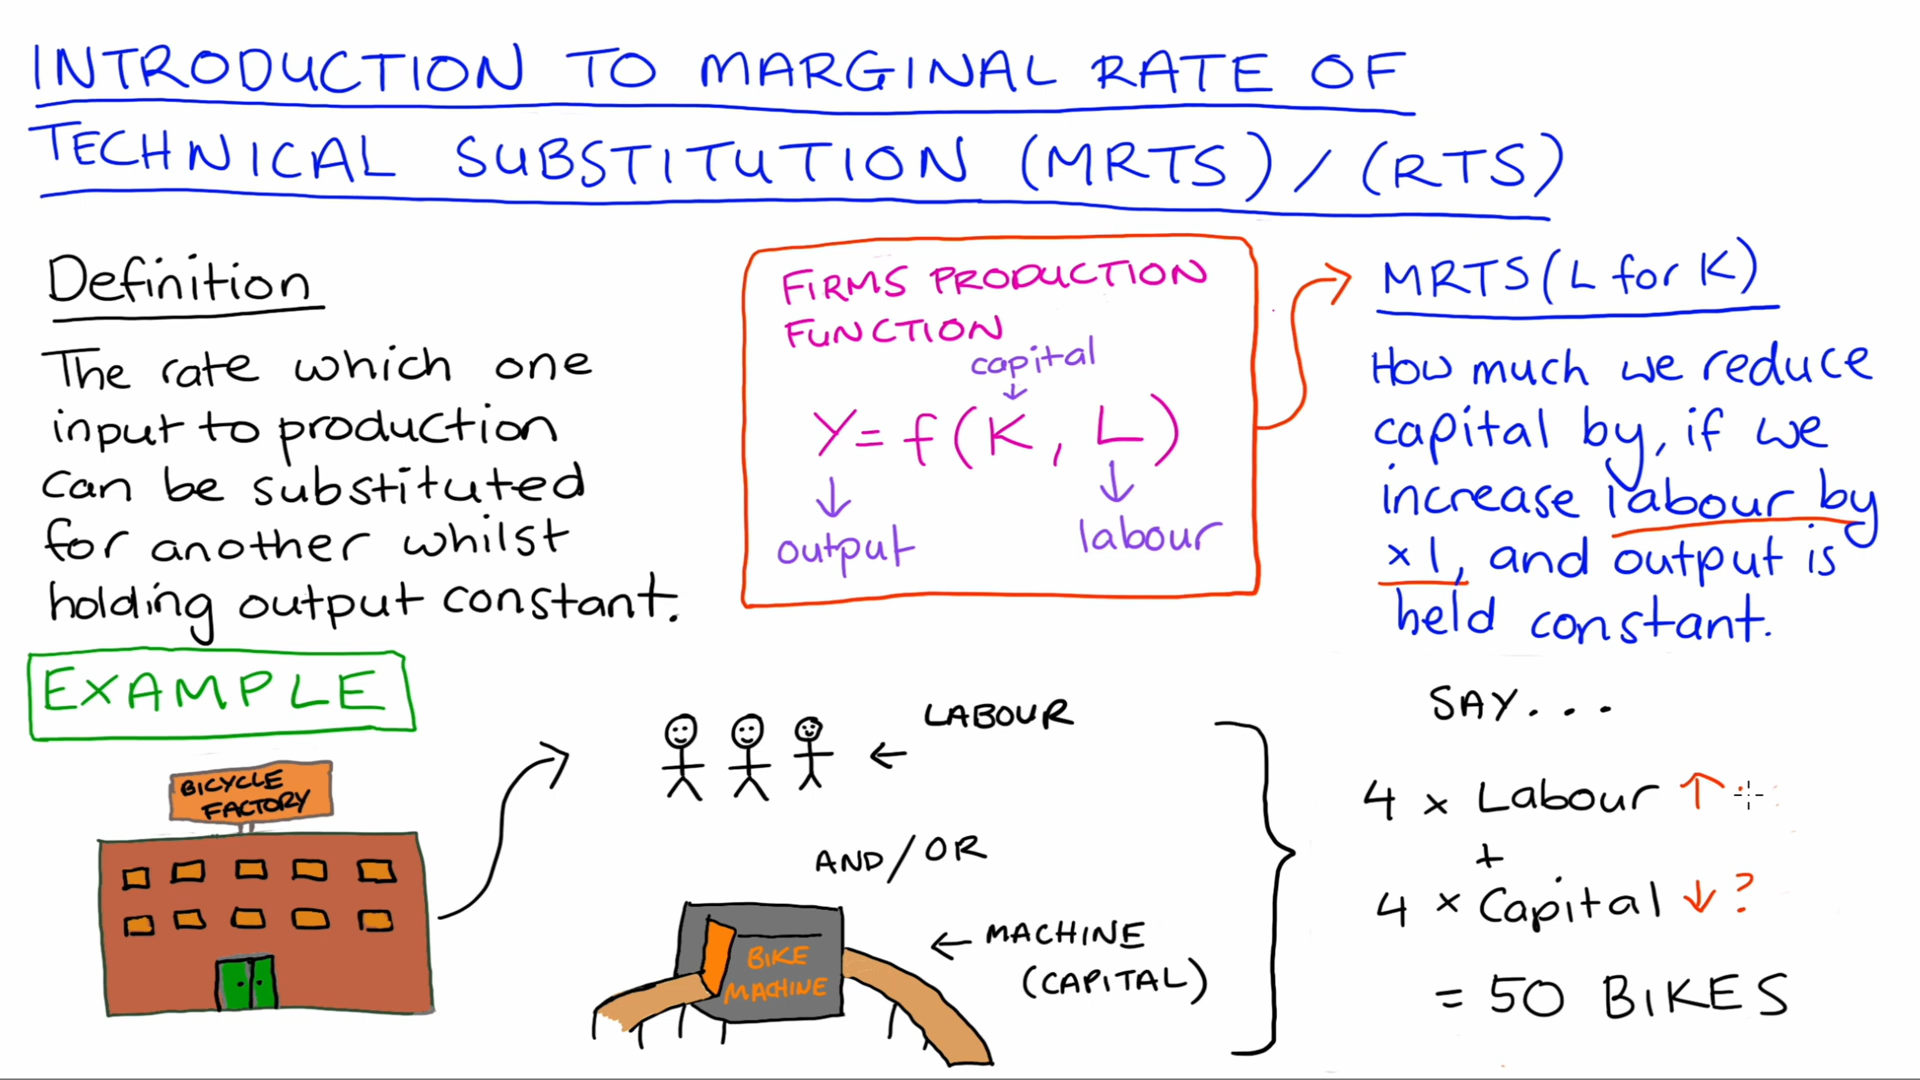 INTRODUCTION TO MARGINAL RATE OF
TECHNICAL SUBSTITUTION (MRTS) / (RTS)
Definition
The rate which one
input to production
can be substituted
for another whilst
holding output constant.
FIRMS PRODUCTION
FUNCTION
capital
↓
Y = f(K, L)
↓ ↓
output labour
MRTS (L for K)
How much we reduce
capital by, if we
increase labour by
x1, and output is
held constant.
EXAMPLE
BICYCLE
FACTORY
← LABOUR
AND/OR
BIKE
MACHINE
← MACHINE
(CAPITAL)
SAY...
4 x Labour ↑
+
4 x Capital ↓ ?
= 50 BIKES